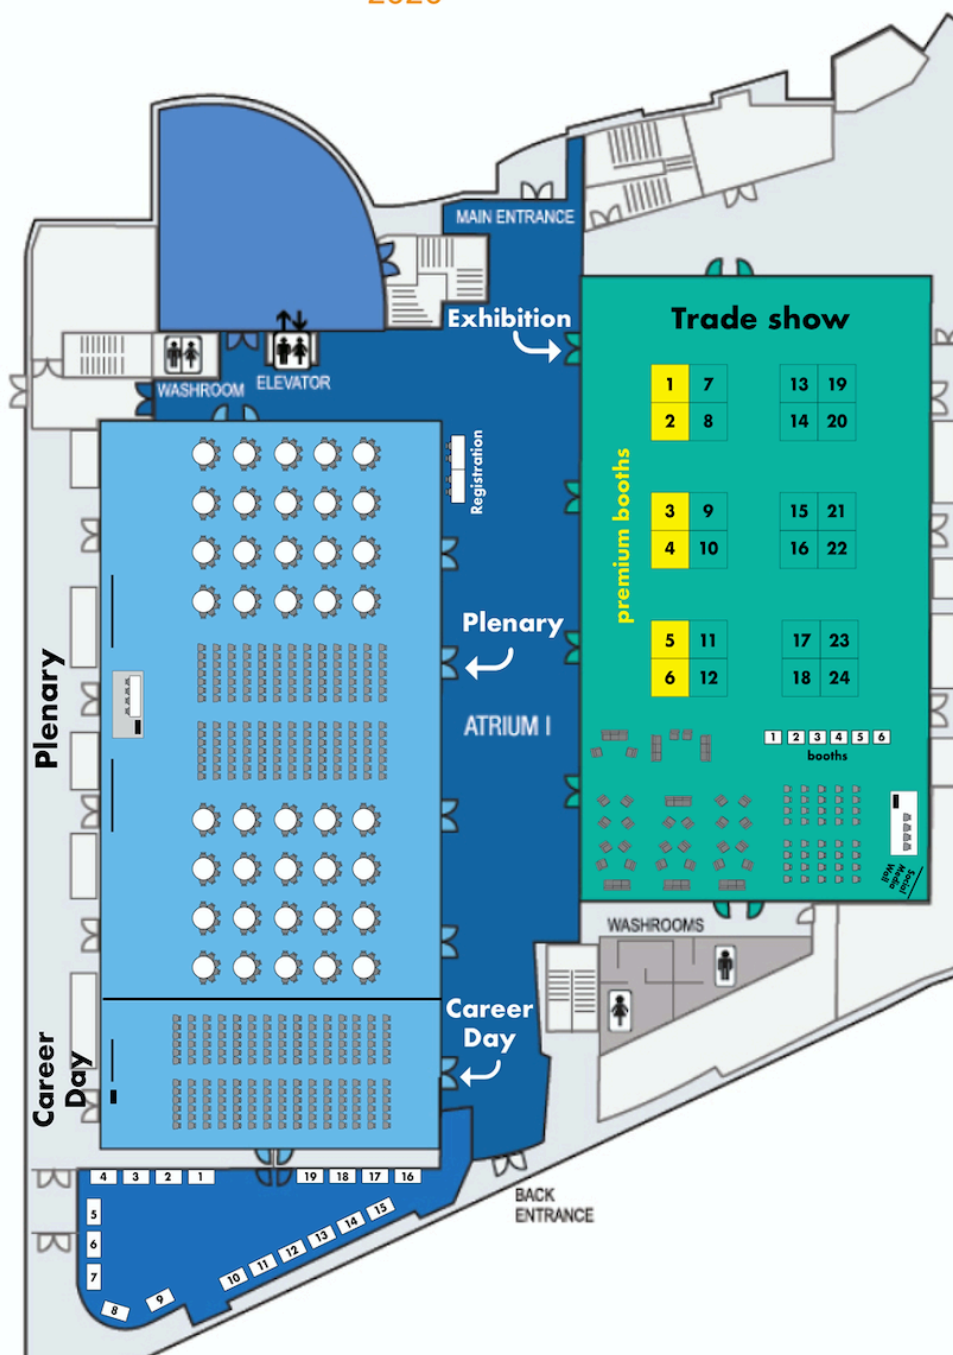 MAIN ENTRANCE
Exhibition
Trade show
WASHROOM
ELEVATOR
1 7
2 8
13 19
14 20
Registration
premium booths
3 9
4 10
15 21
16 22
Plenary
5 11
6 12
17 23
18 24
Plenary
ATRIUM I
1 2 3 4 5 6
booths
Social
Media
Wall
WASHROOMS
Career
Day
Career
Day
4 3 2 1
19 18 17 16
5
6
7
8
9
10 11 12 13 14 15
BACK
ENTRANCE